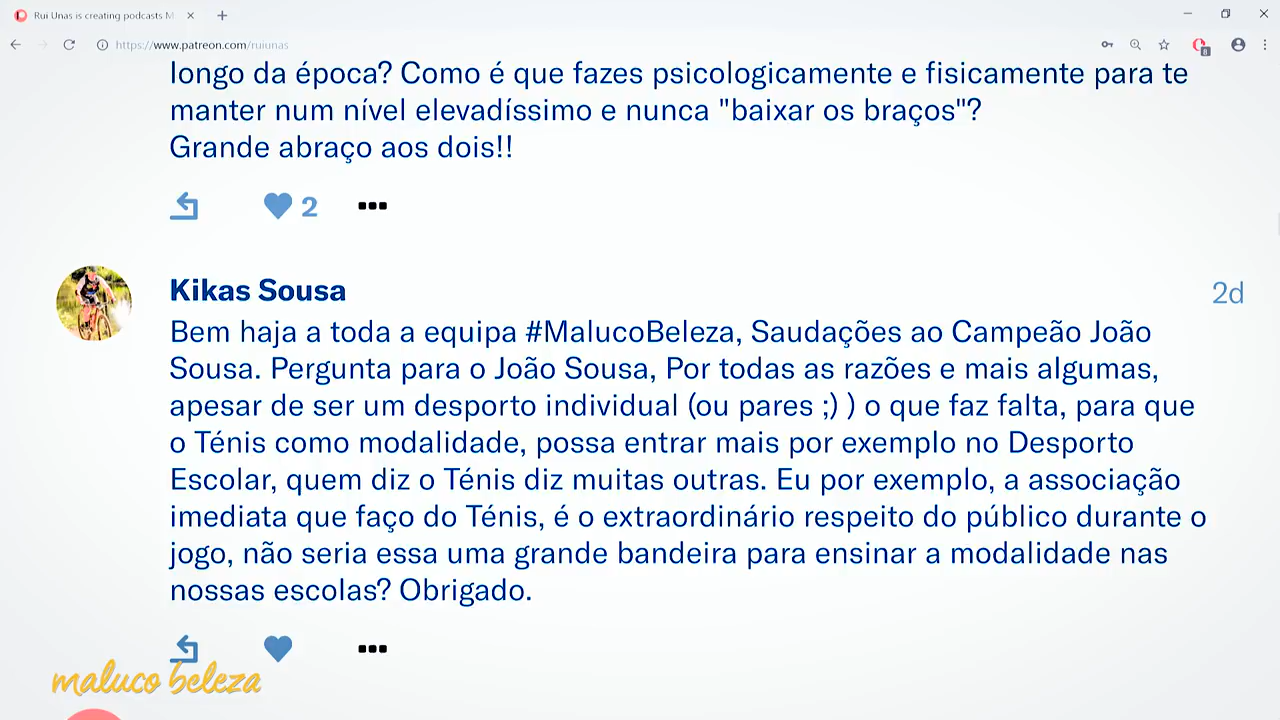 Rui Unas is creating podcasts M
https://www.patreon.com/ruiunas
8
longo da época? Como é que fazes psicologicamente e fisicamente para te
manter num nível elevadíssimo e nunca "baixar os braços"?
Grande abraço aos dois!!
2
Kikas Sousa
2d
Bem haja a toda a equipa #MalucoBeleza, Saudações ao Campeão João
Sousa. Pergunta para o João Sousa, Por todas as razões e mais algumas,
apesar de ser um desporto individual (ou pares ;) ) o que faz falta, para que
o Ténis como modalidade, possa entrar mais por exemplo no Desporto
Escolar, quem diz o Ténis diz muitas outras. Eu por exemplo, a associação
imediata que faço do Ténis, é o extraordinário respeito do público durante o
jogo, não seria essa uma grande bandeira para ensinar a modalidade nas
nossas escolas? Obrigado.
maluco beleza